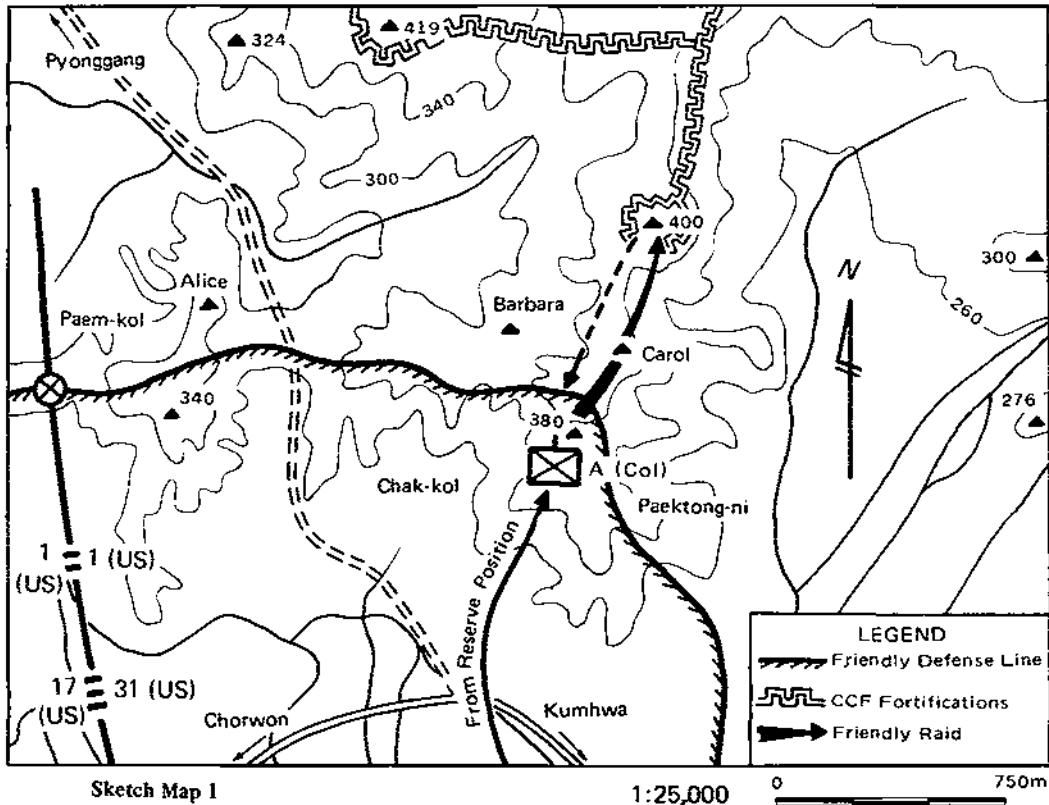 324
419
Pyonggang
340
300
400
300
Alice
Barbara
N
Paem-kol
260
Carol
340
380
276
A (Col)
Chak-kol
Paektong-ni
From Reserve Position
1
(US)
1 (US)
17
(US)
31 (US)
Chorwon
Kumhwa
LEGEND
Friendly Defense Line
CCF Fortifications
Friendly Raid
Sketch Map 1
1:25,000
0
750m